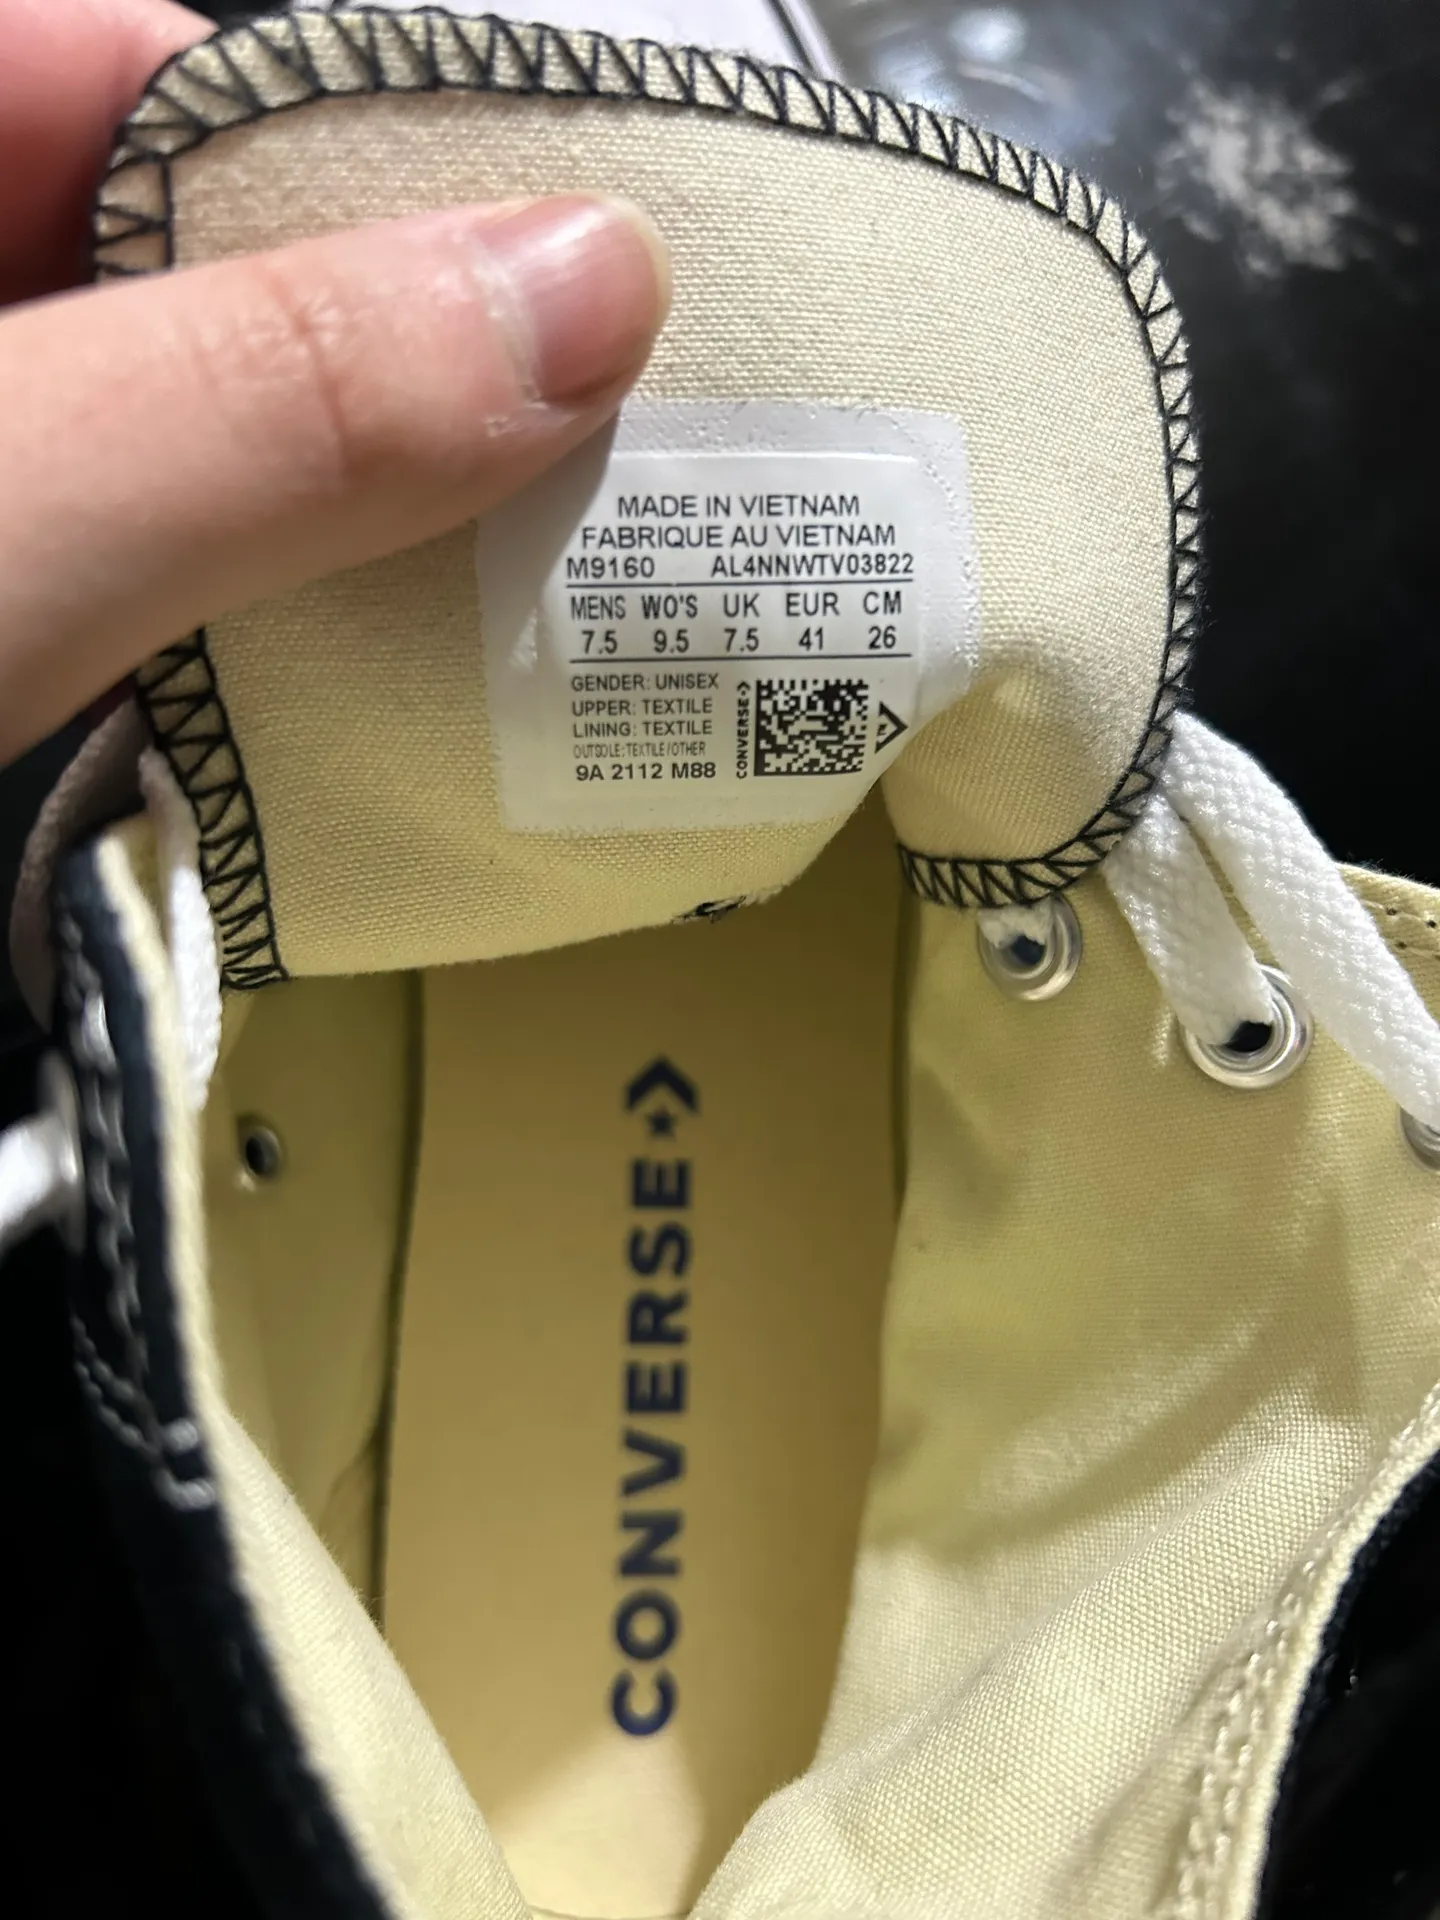 MADE IN VIETNAM
FABRIQUE AU VIETNAM
M9160 AL4NNWTV03822
MENS WO'S UK EUR CM
7.5 9.5 7.5 41 26
GENDER: UNISEX
UPPER: TEXTILE
LINING: TEXTILE
OUTSOLE: TEXTILE/OTHER
9A 2112 M88
CONVERSE
CONVERSE